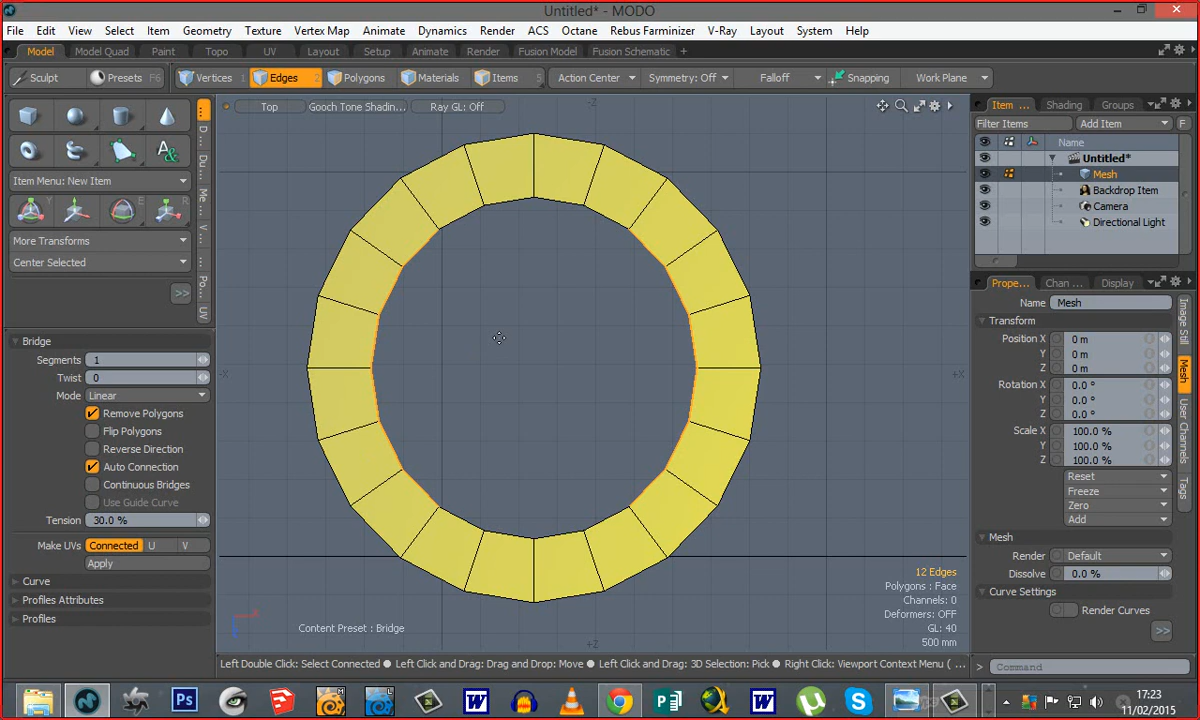 Untitled* - MODO
File Edit View Select Item Geometry Texture Vertex Map Animate Dynamics Render ACS Octane Rebus Farminizer V-Ray Layout System Help
Model Model Quad Paint Topo UV Layout Setup Animate Render Fusion Model Fusion Schematic +
Sculpt Presets F6 Vertices 1 Edges 2 Polygons Materials Items 5 Action Center Symmetry: Off Falloff Snapping Work Plane
Top Gooch Tone Shadin... Ray GL: Off
Item Menu: New Item
More Transforms
Center Selected
>>
D...
Du...
Me...
V...
Po...
UV
Bridge
Segments 1
Twist 0
Mode Linear
Remove Polygons
Flip Polygons
Reverse Direction
Auto Connection
Continuous Bridges
Use Guide Curve
Tension 30.0 %
Make UVs Connected U V
Apply
Curve
Profiles Attributes
Profiles
-Z
-X
+X
+Z
12 Edges
Polygons : Face
Channels: 0
Deformers: OFF
GL: 40
500 mm
Content Preset : Bridge
Left Double Click: Select Connected ● Left Click and Drag: Drag and Drop: Move ● Left Click and Drag: 3D Selection: Pick ● Right Click: Viewport Context Menu ( ...
Item ... Shading Groups
Filter Items Add Item F
Name
Untitled*
Mesh
Backdrop Item
Camera
Directional Light
Prope... Chan ... Display
Name Mesh
Transform
Position X 0 m
Y 0 m
Z 0 m
Rotation X 0.0 °
Y 0.0 °
Z 0.0 °
Scale X 100.0 %
Y 100.0 %
Z 100.0 %
Reset
Freeze
Zero
Add
Mesh
Render Default
Dissolve 0.0 %
Curve Settings
Render Curves
>>
Image Still
Mesh
User Channels
Tags
> Command
17:23
11/02/2015